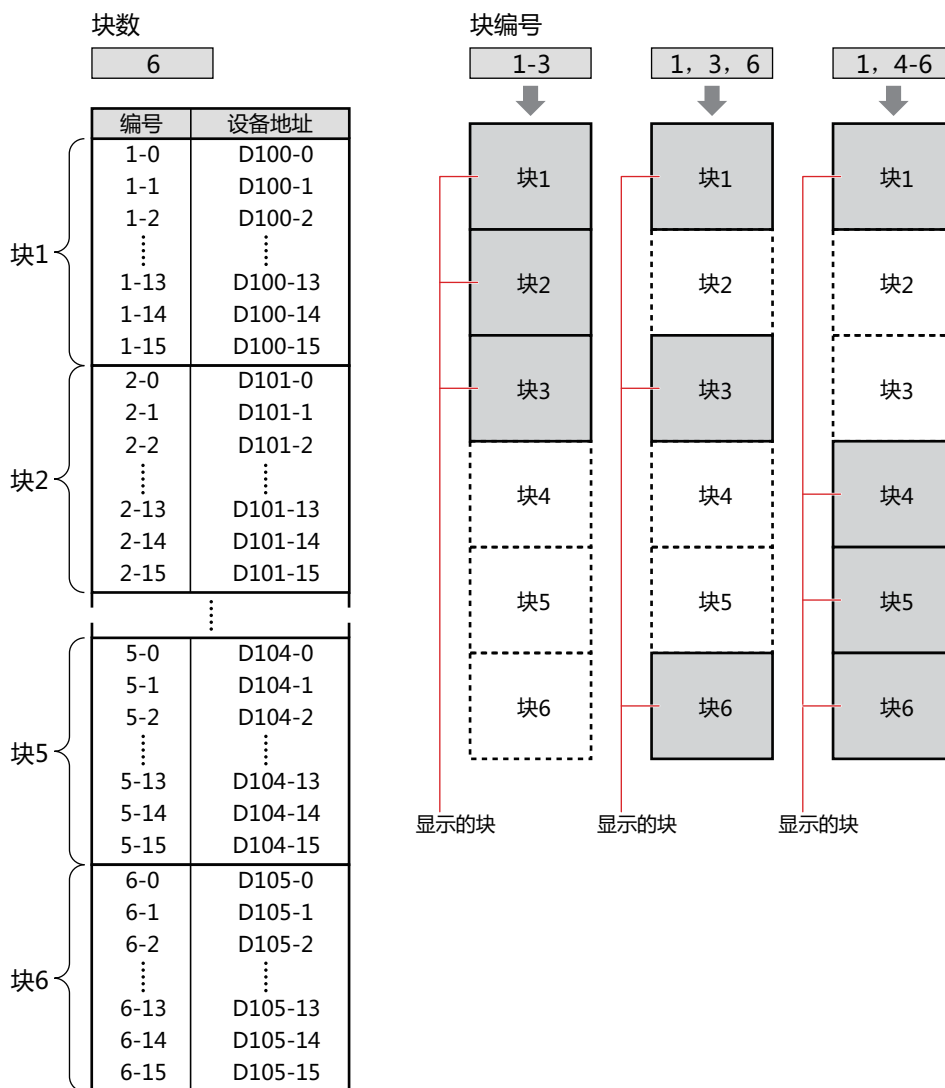 块数
6
编号 设备地址
块1
1-0 D100-0
1-1 D100-1
1-2 D100-2
1-13 D100-13
1-14 D100-14
1-15 D100-15
块2
2-0 D101-0
2-1 D101-1
2-2 D101-2
2-13 D101-13
2-14 D101-14
2-15 D101-15
块5
5-0 D104-0
5-1 D104-1
5-2 D104-2
5-13 D104-13
5-14 D104-14
5-15 D104-15
块6
6-0 D105-0
6-1 D105-1
6-2 D105-2
6-13 D105-13
6-14 D105-14
6-15 D105-15
块编号
1-3
块1
块2
块3
块4
块5
块6
显示的块
1，3，6
块1
块2
块3
块4
块5
块6
显示的块
1，4-6
块1
块2
块3
块4
块5
块6
显示的块